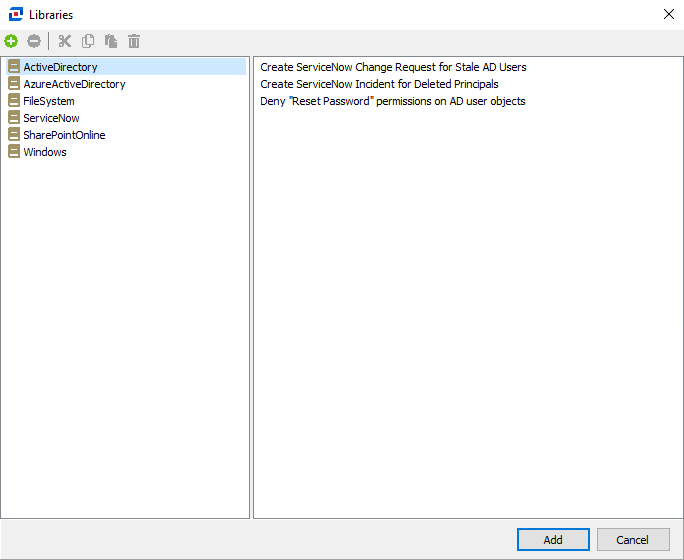 Libraries
ActiveDirectory
AzureActiveDirectory
FileSystem
ServiceNow
SharePointOnline
Windows
Create ServiceNow Change Request for Stale AD Users
Create ServiceNow Incident for Deleted Principals
Deny "Reset Password" permissions on AD user objects
Add
Cancel